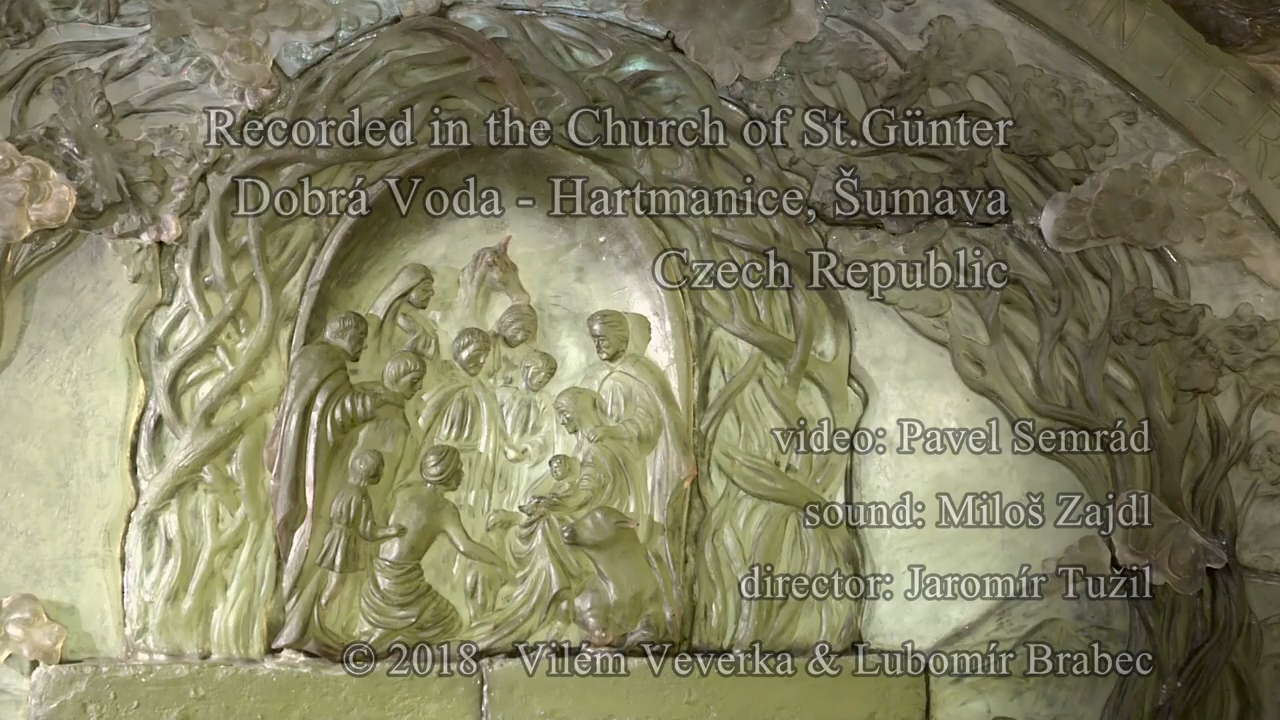 Recorded in the Church of St.Günter
Dobrá Voda - Hartmanice, Šumava
Czech Republic
video: Pavel Semrád
sound: Miloš Zajdl
director: Jaromír Tužil
© 2018 Vilém Veverka & Lubomír Brabec